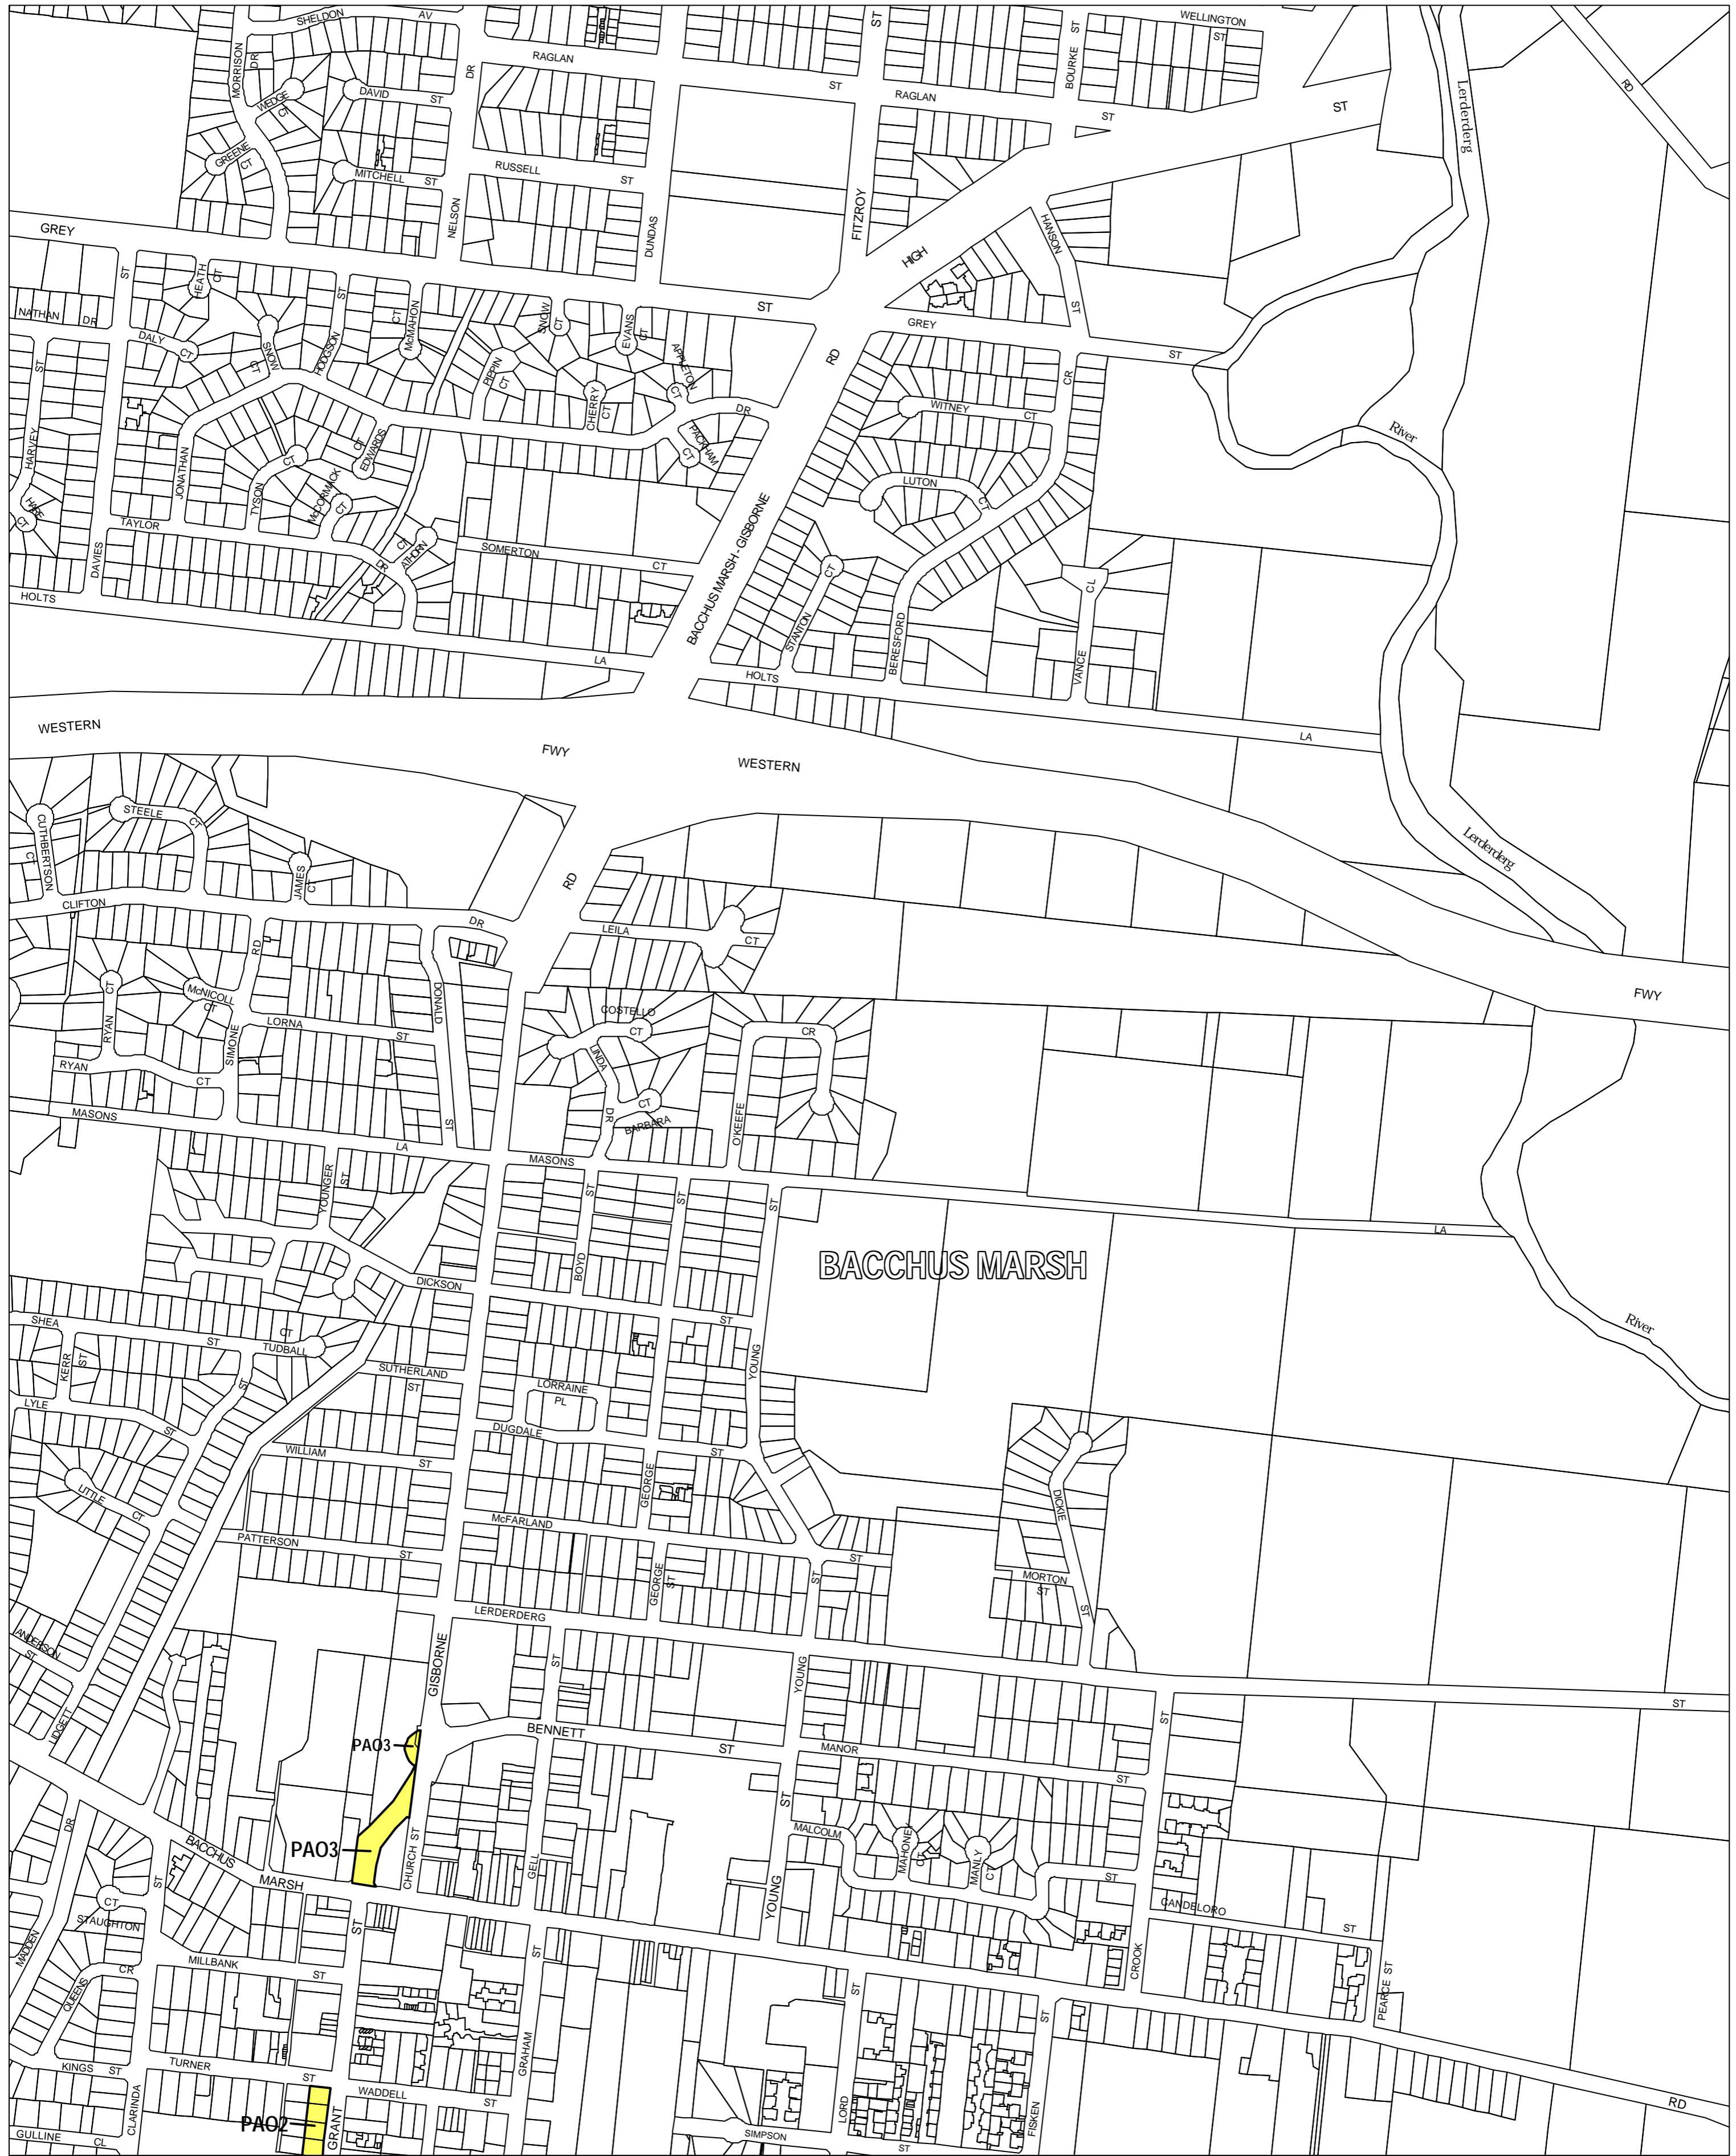 SHELDON AV
WELLINGTON ST
MORRISON DR
ST
BOURKE ST
RAGLAN ST
RAGLAN ST
WEDGE CT
DAVID ST
DR
GREENE CT
MITCHELL ST
RUSSELL ST
NELSON
DUNDAS
FITZROY
ST
Lerderderg
RD
GREY
HIGH
HANSON ST
ST
HEATH CT
ST
NATHAN DR
DALY CT
SNOW CT
HODGSON ST
McMAHON CT
SNOW CT
EVANS CT
PIPPIN CT
CHERRY CT
APPLETON CT
ST
GREY ST
RD
CR
WITNEY CT
DR
PACKHAM CT
River
HARVEY ST
HINE CT
JONATHAN
TYSON CT
McCORMACK CT
EDWARDS CT
LUTON CT
TAYLOR DR
ATHORN CT
SOMERTON CT
DAVIES
BACCHUS MARSH - GISBORNE
STANTON CT
BERESFORD
VANCE CL
HOLTS LA
HOLTS LA
WESTERN FWY
WESTERN
CUTHBERTSON CT
STEELE CT
JAMES CT
RD
Lerderderg
CLIFTON DR
LEILA CT
FWY
RD
McNICOLL CT
RYAN CT
DONALD ST
COSTELLO CT
LORNA ST
SIMONE
LINDA DR
CR
RYAN CT
BARBARA CT
O'KEEFE
MASONS LA
MASONS LA
YOUNGER ST
BOYD ST
ST
ST
BACCHUS MARSH
DICKSON ST
River
SHEA ST
TUDBALL CT
KERR ST
SUTHERLAND ST
LORRAINE PL
YOUNG
LYLE ST
ST
DUGDALE ST
WILLIAM ST
GEORGE
LITTLE CT
DICKIE ST
PATTERSON ST
McFARLAND ST
GEORGE ST
ST
MORTON ST
LERDERDERG ST
ANDERSON ST
LIDGETT
GISBORNE
ST
YOUNG
ST
PAO3
BENNETT ST
MANOR ST
PAO3
CHURCH ST
GELL
ST
MALCOLM ST
MAHONEY CT
MANLY CT
DR
BACCHUS MARSH RD
YOUNG
CANDELORO ST
CT
STAUGHTON
ST
ST
ST
MADDEN
QUEENS CR
MILLBANK ST
CROOK
PEARCE ST
ST
ST
KINGS ST
TURNER ST
WADDELL ST
GRAHAM
LORD
FISKEN
CLARINDA
PAO2
GRANT
GULLINE CL
SIMPSON ST